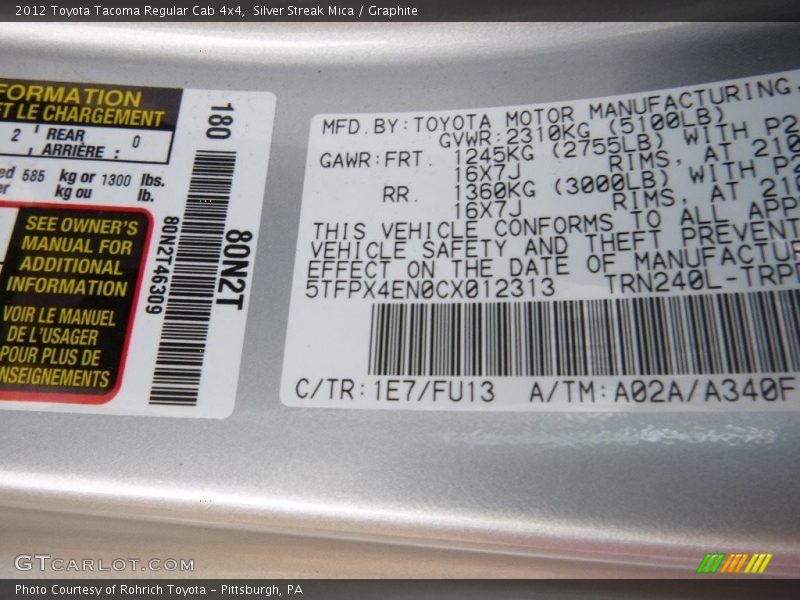 2012 Toyota Tacoma Regular Cab 4x4, Silver Streak Mica / Graphite
FORMATION
ET LE CHARGEMENT
2 REAR
ARRIÈRE : 0
585 kg or 1300 lbs.
kg ou lb.
SEE OWNER'S
MANUAL FOR
ADDITIONAL
INFORMATION
VOIR LE MANUEL
DE L'USAGER
POUR PLUS DE
NSEIGNEMENTS
180
80N2T46309
80N2T
MFD.BY:TOYOTA MOTOR MANUFACTURING,
GVWR:2310KG (5100LB)
GAWR:FRT. 1245KG (2755LB) WITH P2
16X7J RIMS, AT 210
RR. 1360KG (3000LB) WITH P2
16X7J RIMS, AT 210
THIS VEHICLE CONFORMS TO ALL APP
VEHICLE SAFETY AND THEFT PREVENT
EFFECT ON THE DATE OF MANUFACTU
5TFPX4EN0CX012313 TRN240L-TRP
C/TR:1E7/FU13 A/TM:A02A/A340F
GTCARLOT.COM
Photo Courtesy of Rohrich Toyota - Pittsburgh, PA